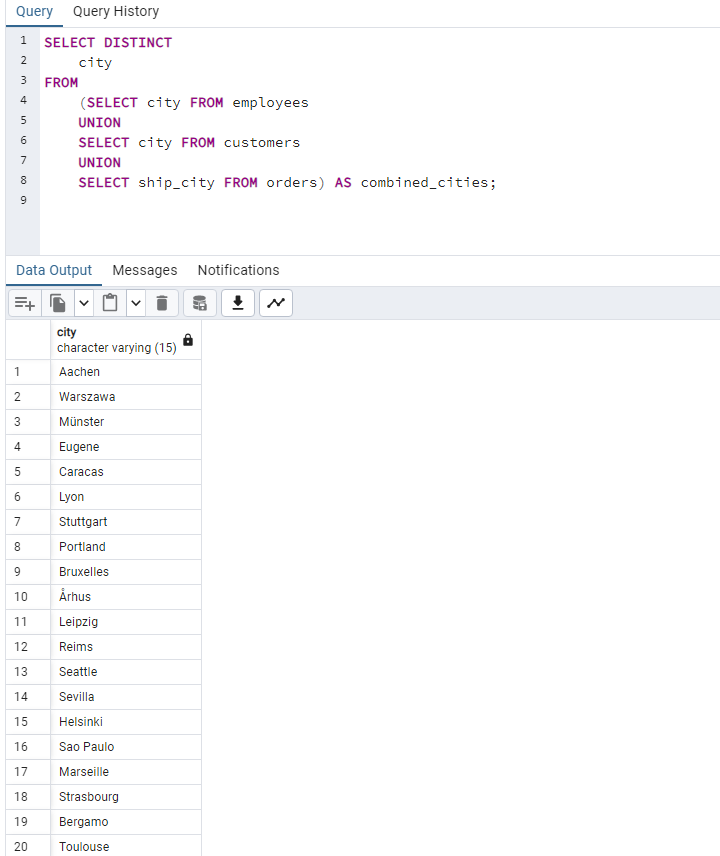 Query Query History
1 SELECT DISTINCT
2 city
3 FROM
4 (SELECT city FROM employees
5 UNION
6 SELECT city FROM customers
7 UNION
8 SELECT ship_city FROM orders) AS combined_cities;
9
Data Output Messages Notifications
city
character varying (15)
1 Aachen
2 Warszawa
3 Münster
4 Eugene
5 Caracas
6 Lyon
7 Stuttgart
8 Portland
9 Bruxelles
10 Århus
11 Leipzig
12 Reims
13 Seattle
14 Sevilla
15 Helsinki
16 Sao Paulo
17 Marseille
18 Strasbourg
19 Bergamo
20 Toulouse